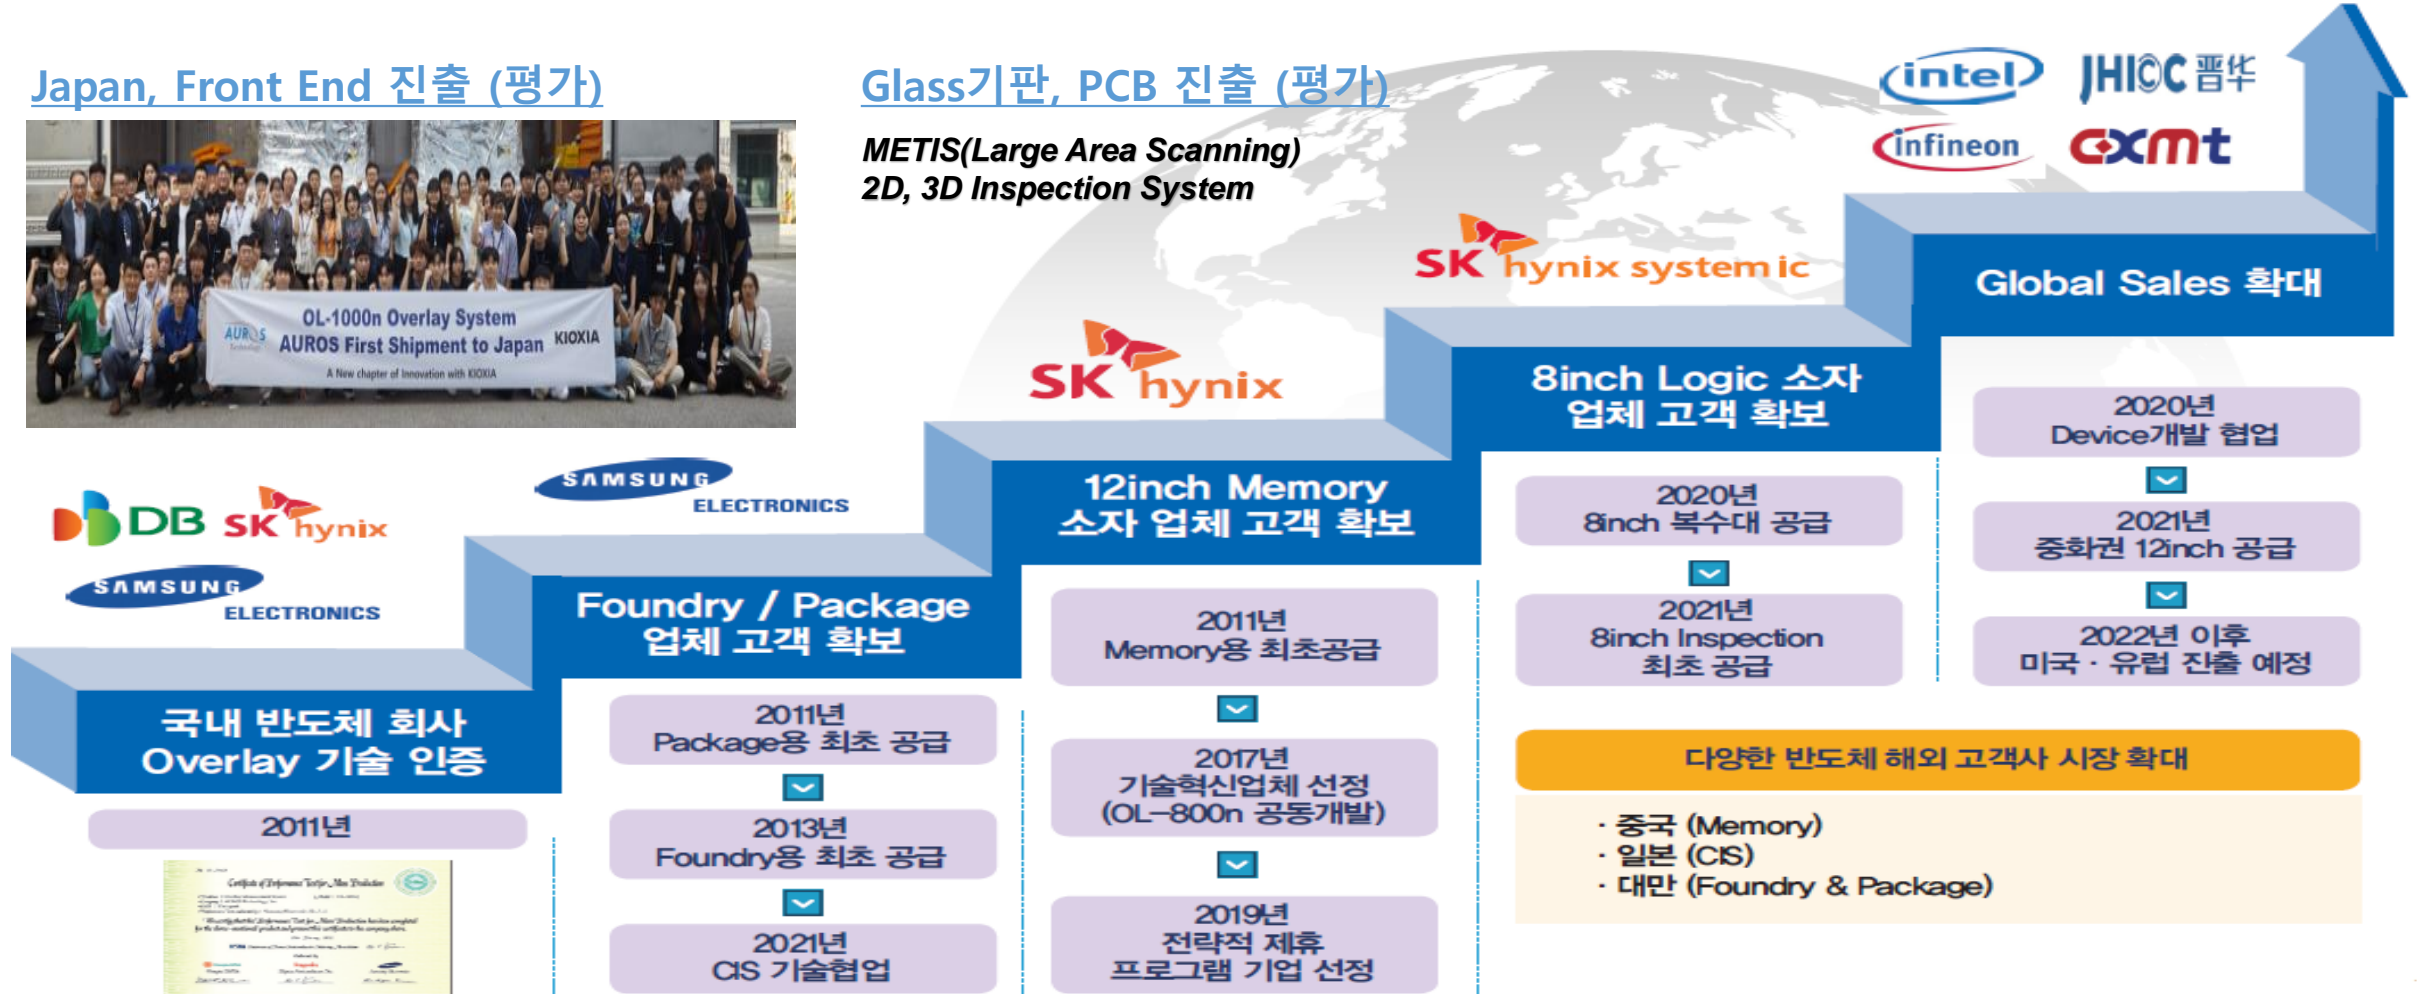 Japan, Front End 진출 (평가)
OL-1000n Overlay System
AUROS
Technology
AUROS First Shipment to Japan
KIOXIA
A New chapter of Innovation with KIOXIA
Glass기판, PCB 진출 (평가)
METIS(Large Area Scanning)
2D, 3D Inspection System
intel
JHICC 晋华
infineon
cxmt
DB
SK hynix
SAMSUNG
ELECTRONICS
국내 반도체 회사
Overlay 기술 인증
2011년
Certificate of Performance Test for Mass Production
SAMSUNG
ELECTRONICS
Foundry / Package
업체 고객 확보
2011년
Package용 최초 공급
2013년
Foundry용 최초 공급
2021년
CIS 기술협업
SK hynix
12inch Memory
소자 업체 고객 확보
2011년
Memory용 최초공급
2017년
기술혁신업체 선정
(OL-800n 공동개발)
2019년
전략적 제휴
프로그램 기업 선정
SK hynix system ic
8inch Logic 소자
업체 고객 확보
2020년
8inch 복수대 공급
2021년
8inch Inspection
최초 공급
Global Sales 확대
2020년
Device개발 협업
2021년
중화권 12inch 공급
2022년 이후
미국 · 유럽 진출 예정
다양한 반도체 해외 고객사 시장 확대
· 중국 (Memory)
· 일본 (CIS)
· 대만 (Foundry & Package)